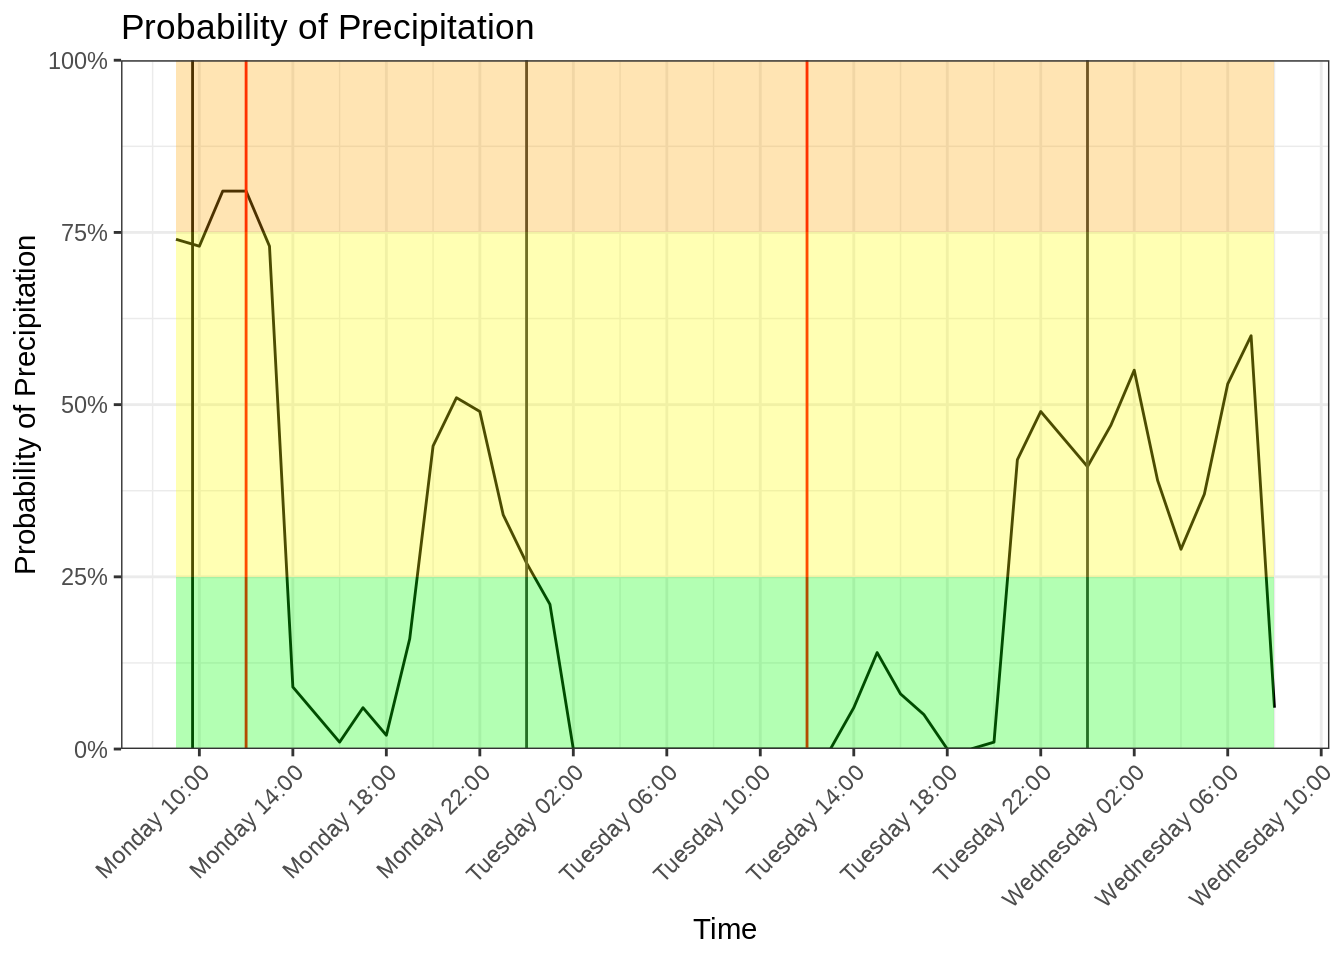 Probability of Precipitation
Probability of Precipitation
100%
75%
50%
25%
0%
Monday 10:00
Monday 14:00
Monday 18:00
Monday 22:00
Tuesday 02:00
Tuesday 06:00
Tuesday 10:00
Tuesday 14:00
Tuesday 18:00
Tuesday 22:00
Wednesday 02:00
Wednesday 06:00
Wednesday 10:00
Time